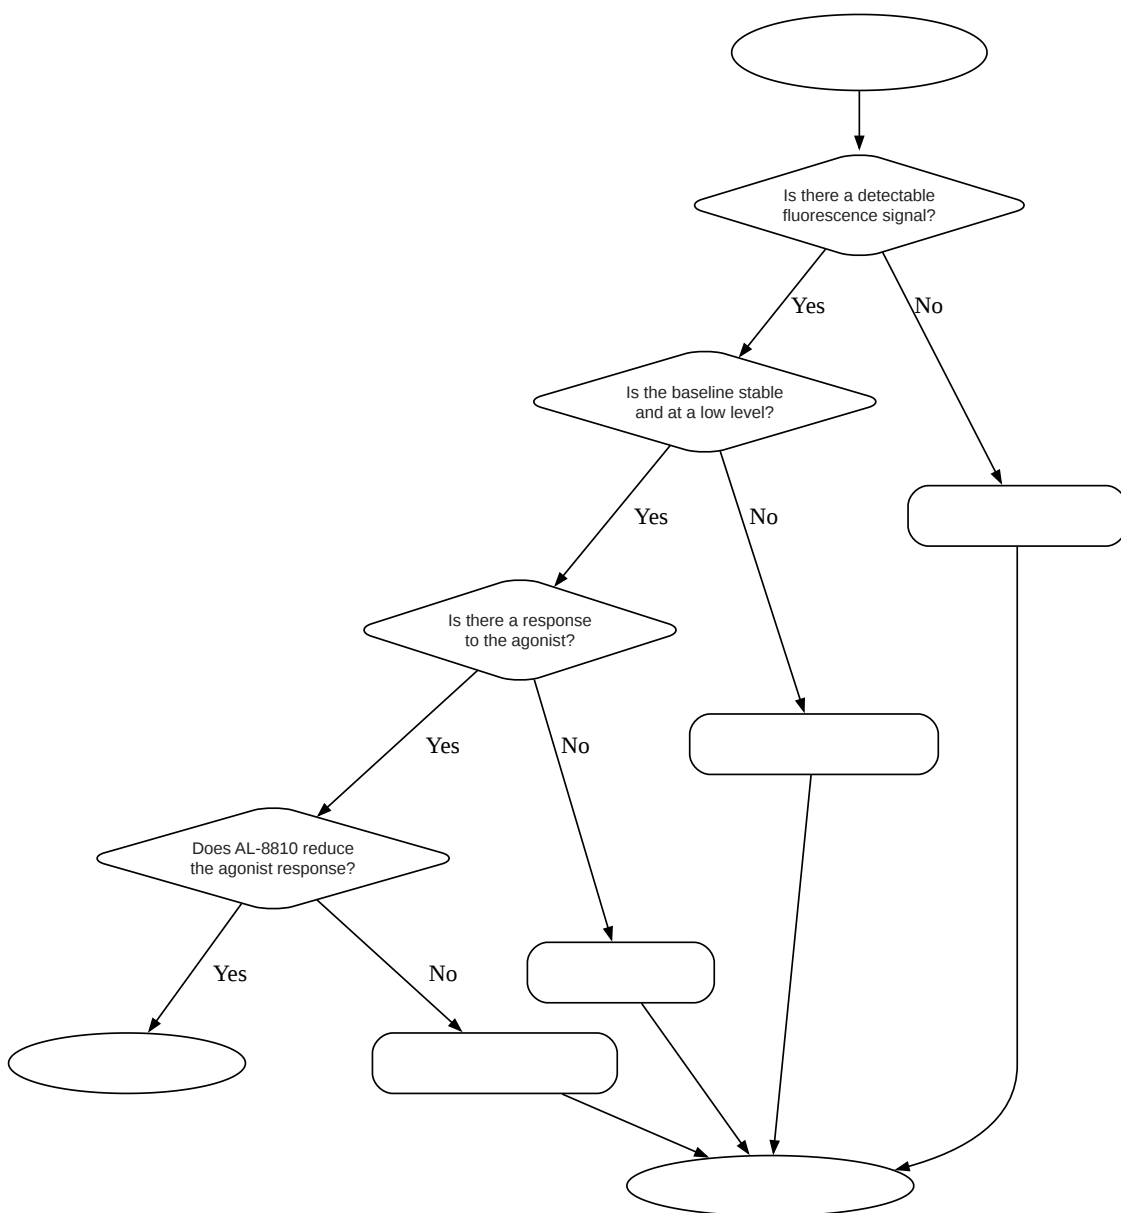 Is there a detectable
fluorescence signal?
Yes
No
Is the baseline stable
and at a low level?
Yes
No
Is there a response
to the agonist?
Yes
No
Does AL-8810 reduce
the agonist response?
Yes
No